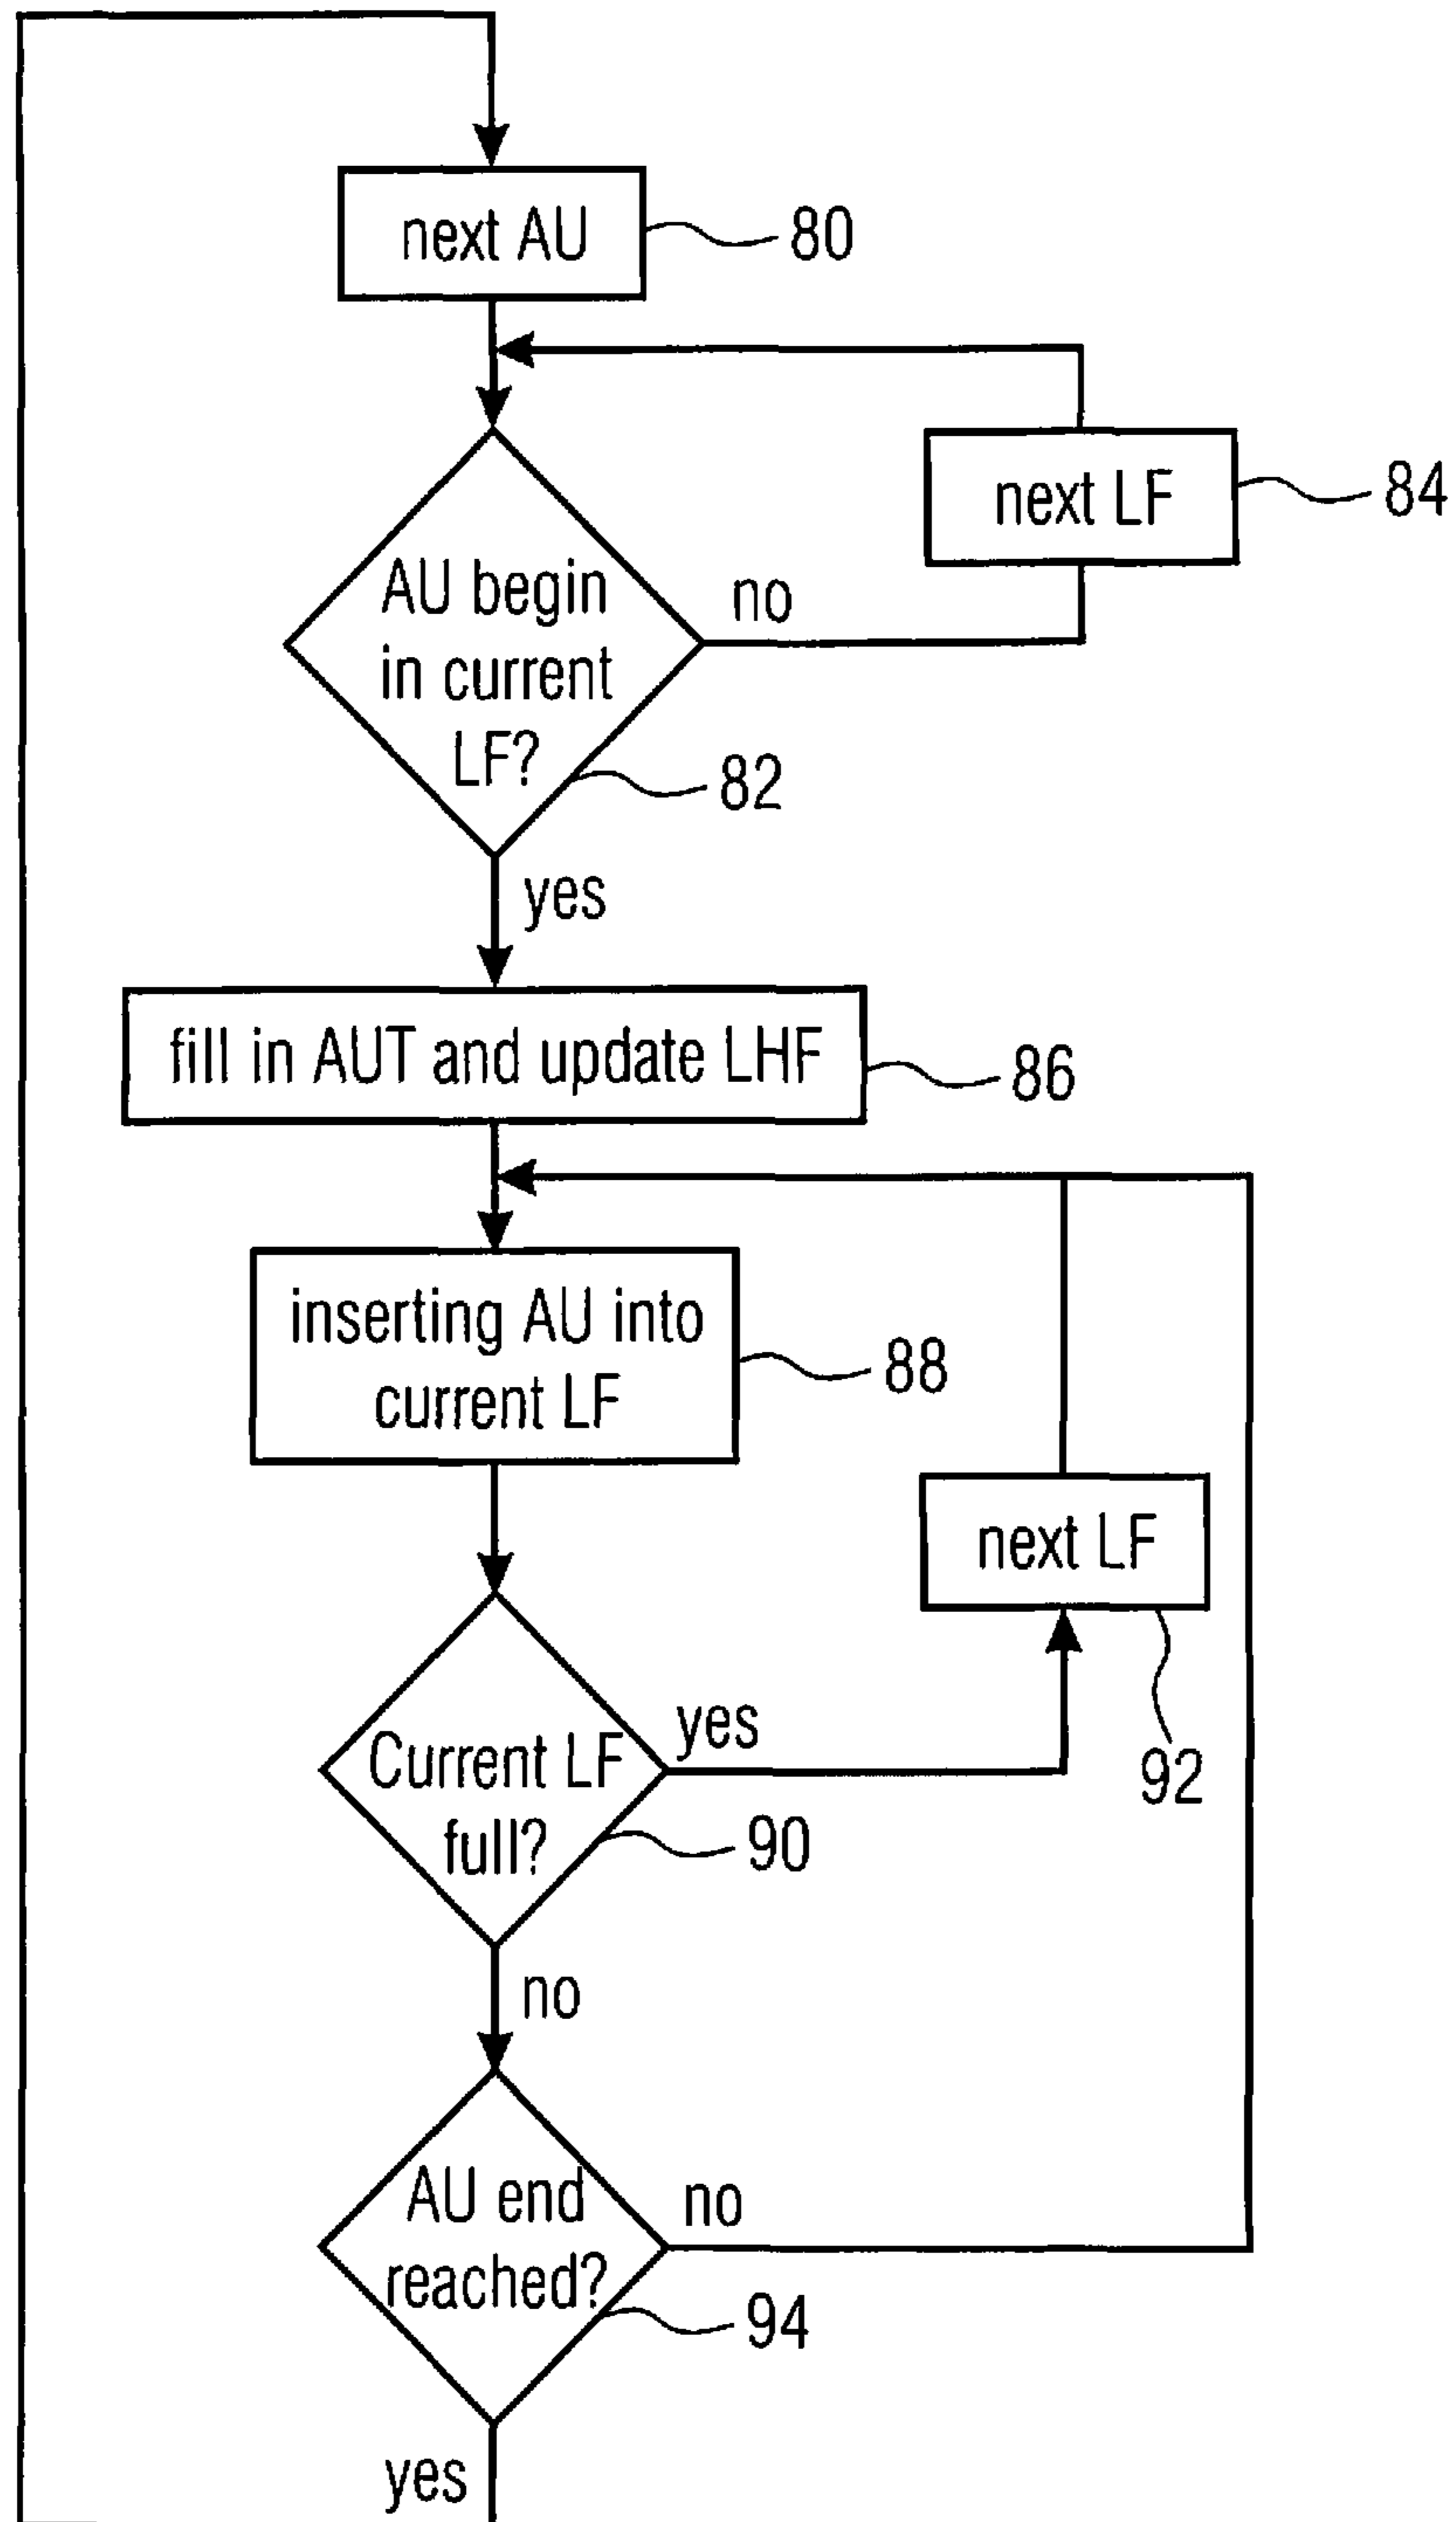 next AU
80
next LF
84
AU begin
in current
LF?
no
82
yes
fill in AUT and update LHF
86
inserting AU into
current LF
88
next LF
92
Current LF
full?
yes
90
no
AU end
reached?
no
94
yes